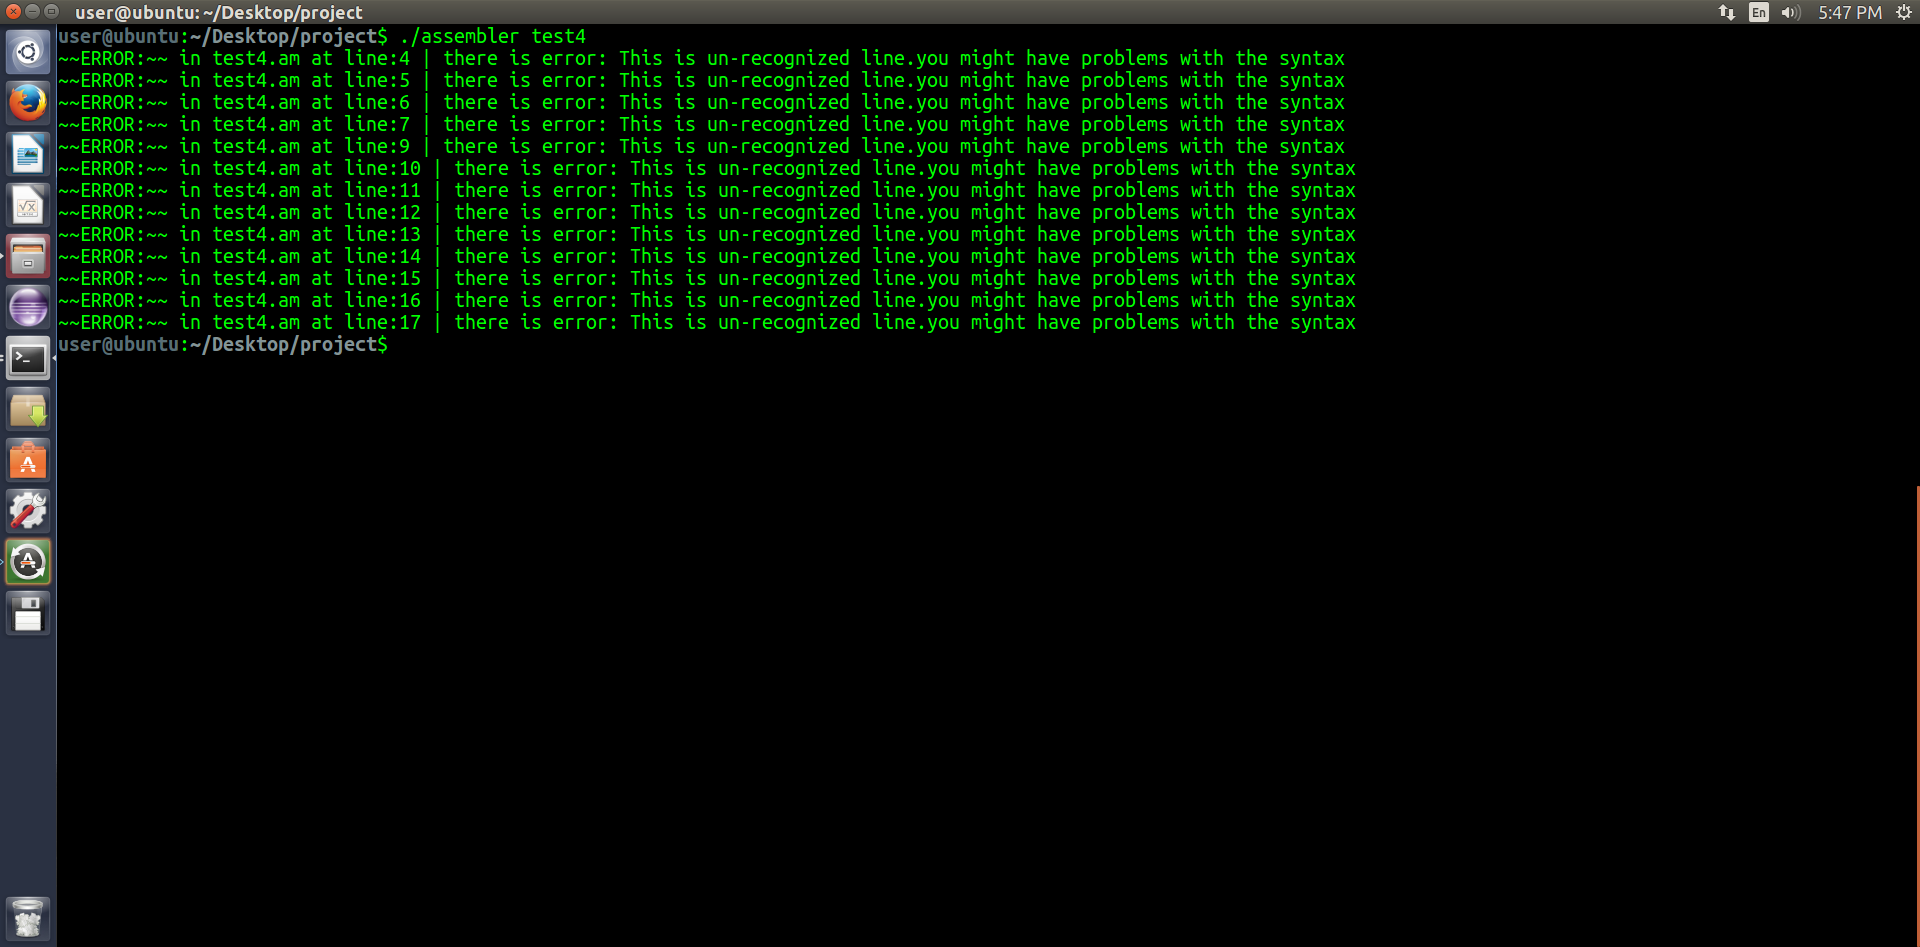 user@ubuntu: ~/Desktop/project
En
5:47 PM
user@ubuntu:~/Desktop/project$ ./assembler test4
~~ERROR:~~ in test4.am at line:4 | there is error: This is un-recognized line.you might have problems with the syntax
~~ERROR:~~ in test4.am at line:5 | there is error: This is un-recognized line.you might have problems with the syntax
~~ERROR:~~ in test4.am at line:6 | there is error: This is un-recognized line.you might have problems with the syntax
~~ERROR:~~ in test4.am at line:7 | there is error: This is un-recognized line.you might have problems with the syntax
~~ERROR:~~ in test4.am at line:9 | there is error: This is un-recognized line.you might have problems with the syntax
~~ERROR:~~ in test4.am at line:10 | there is error: This is un-recognized line.you might have problems with the syntax
~~ERROR:~~ in test4.am at line:11 | there is error: This is un-recognized line.you might have problems with the syntax
~~ERROR:~~ in test4.am at line:12 | there is error: This is un-recognized line.you might have problems with the syntax
~~ERROR:~~ in test4.am at line:13 | there is error: This is un-recognized line.you might have problems with the syntax
~~ERROR:~~ in test4.am at line:14 | there is error: This is un-recognized line.you might have problems with the syntax
~~ERROR:~~ in test4.am at line:15 | there is error: This is un-recognized line.you might have problems with the syntax
~~ERROR:~~ in test4.am at line:16 | there is error: This is un-recognized line.you might have problems with the syntax
~~ERROR:~~ in test4.am at line:17 | there is error: This is un-recognized line.you might have problems with the syntax
user@ubuntu:~/Desktop/project$